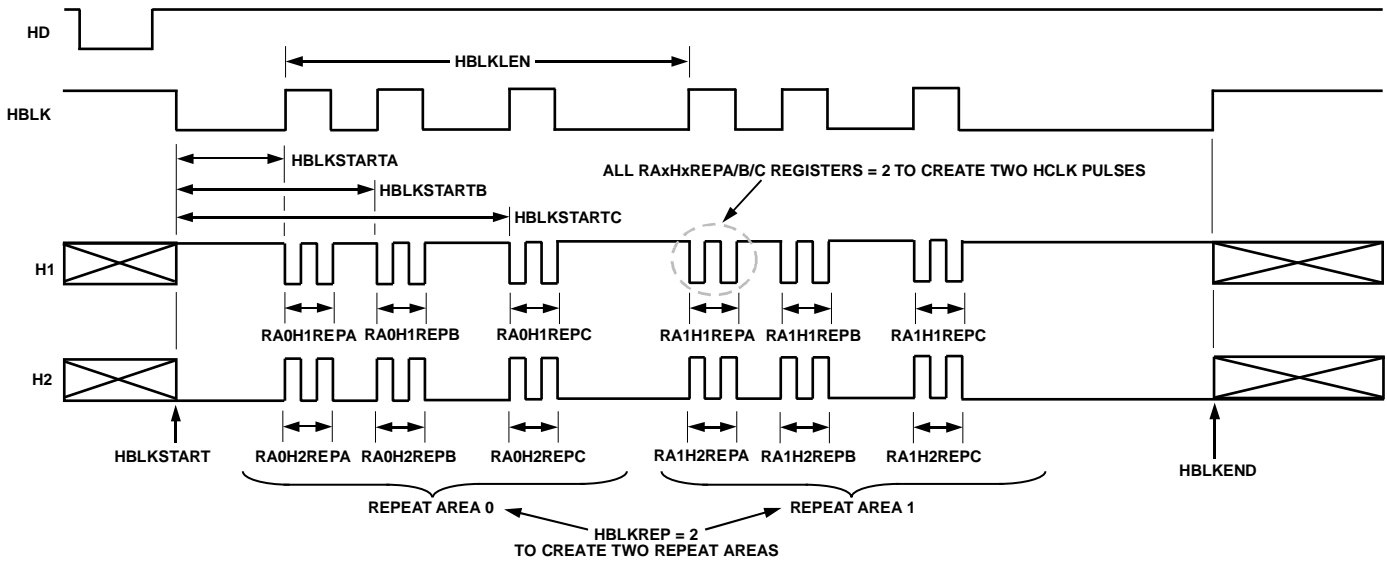 HD
HBLKLEN
HBLK
HBLKSTARTA
ALL RAxHxREPA/B/C REGISTERS = 2 TO CREATE TWO HCLK PULSES
HBLKSTARTB
HBLKSTARTC
H1
RA0H1REPA RA0H1REPB RA0H1REPC RA1H1REPA RA1H1REPB RA1H1REPC
H2
HBLKSTART RA0H2REPA RA0H2REPB RA0H2REPC RA1H2REPA RA1H2REPB RA1H2REPC HBLKEND
REPEAT AREA 0 REPEAT AREA 1
HBLKREP = 2
TO CREATE TWO REPEAT AREAS